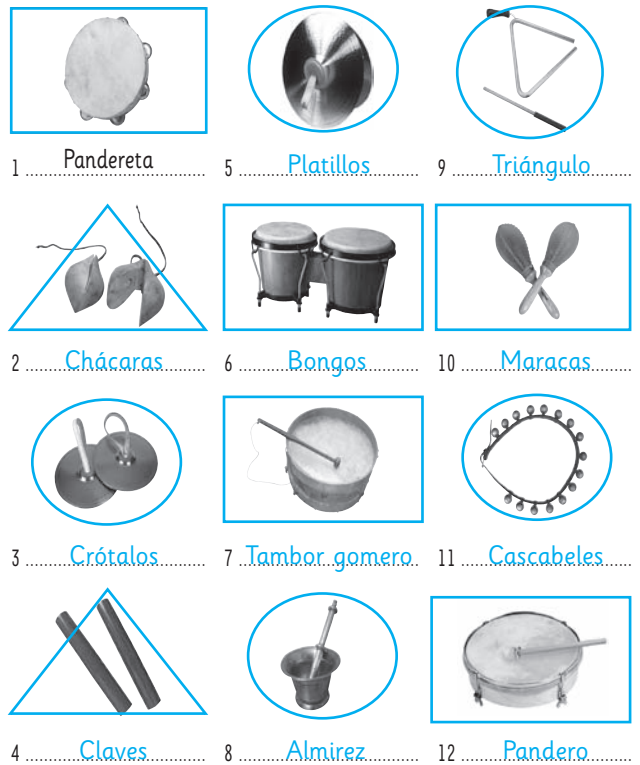 1 Pandereta
5 Platillos
9 Triángulo
2 Chácaras
6 Bongos
10 Maracas
3 Crótalos
7 Tambor gomero
11 Cascabeles
4 Claves
8 Almirez
12 Pandero